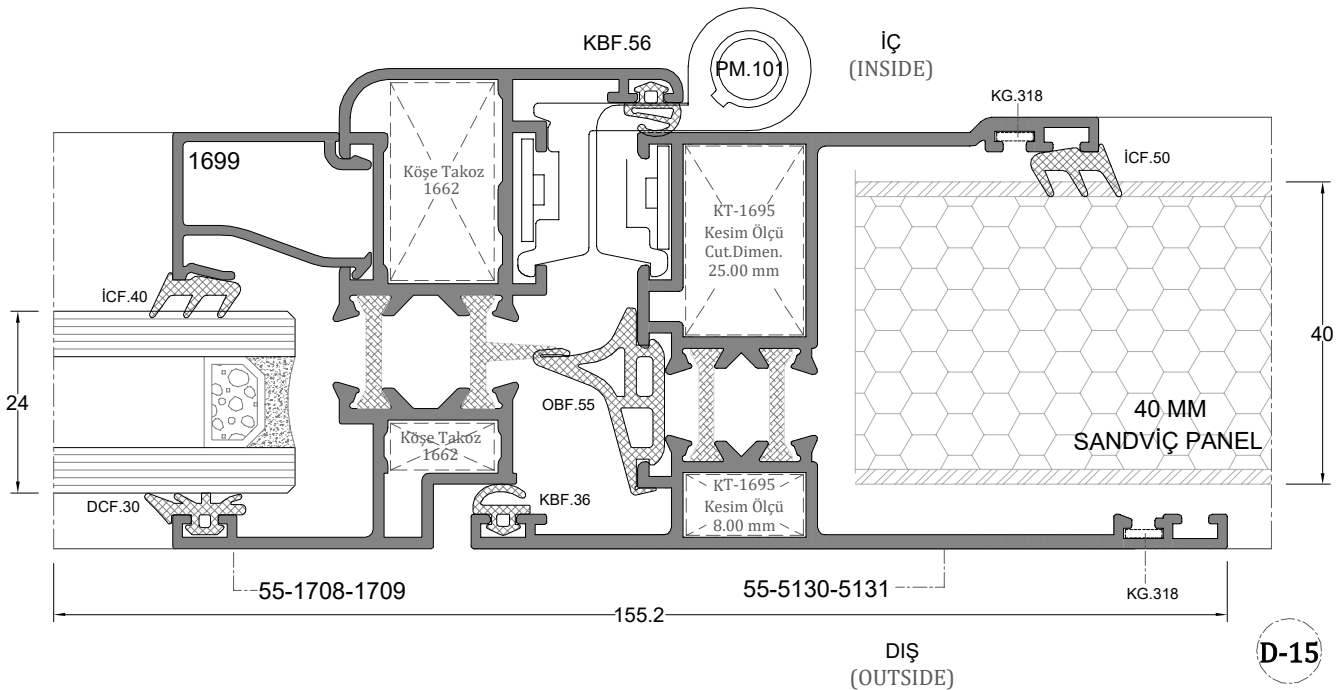 KBF.56
PM.101
İÇ
(INSIDE)
KG.318
1699
Köşe Takoz
1662
İCF.50
KT-1695
Kesim Ölçü
Cut.Dimen.
25.00 mm
İCF.40
24
40
OBF.55
40 MM
SANDVİÇ PANEL
Köşe Takoz
1662
KT-1695
Kesim Ölçü
8.00 mm
DCF.30
KBF.36
55-1708-1709
55-5130-5131
KG.318
155.2
DIŞ
(OUTSIDE)
D-15